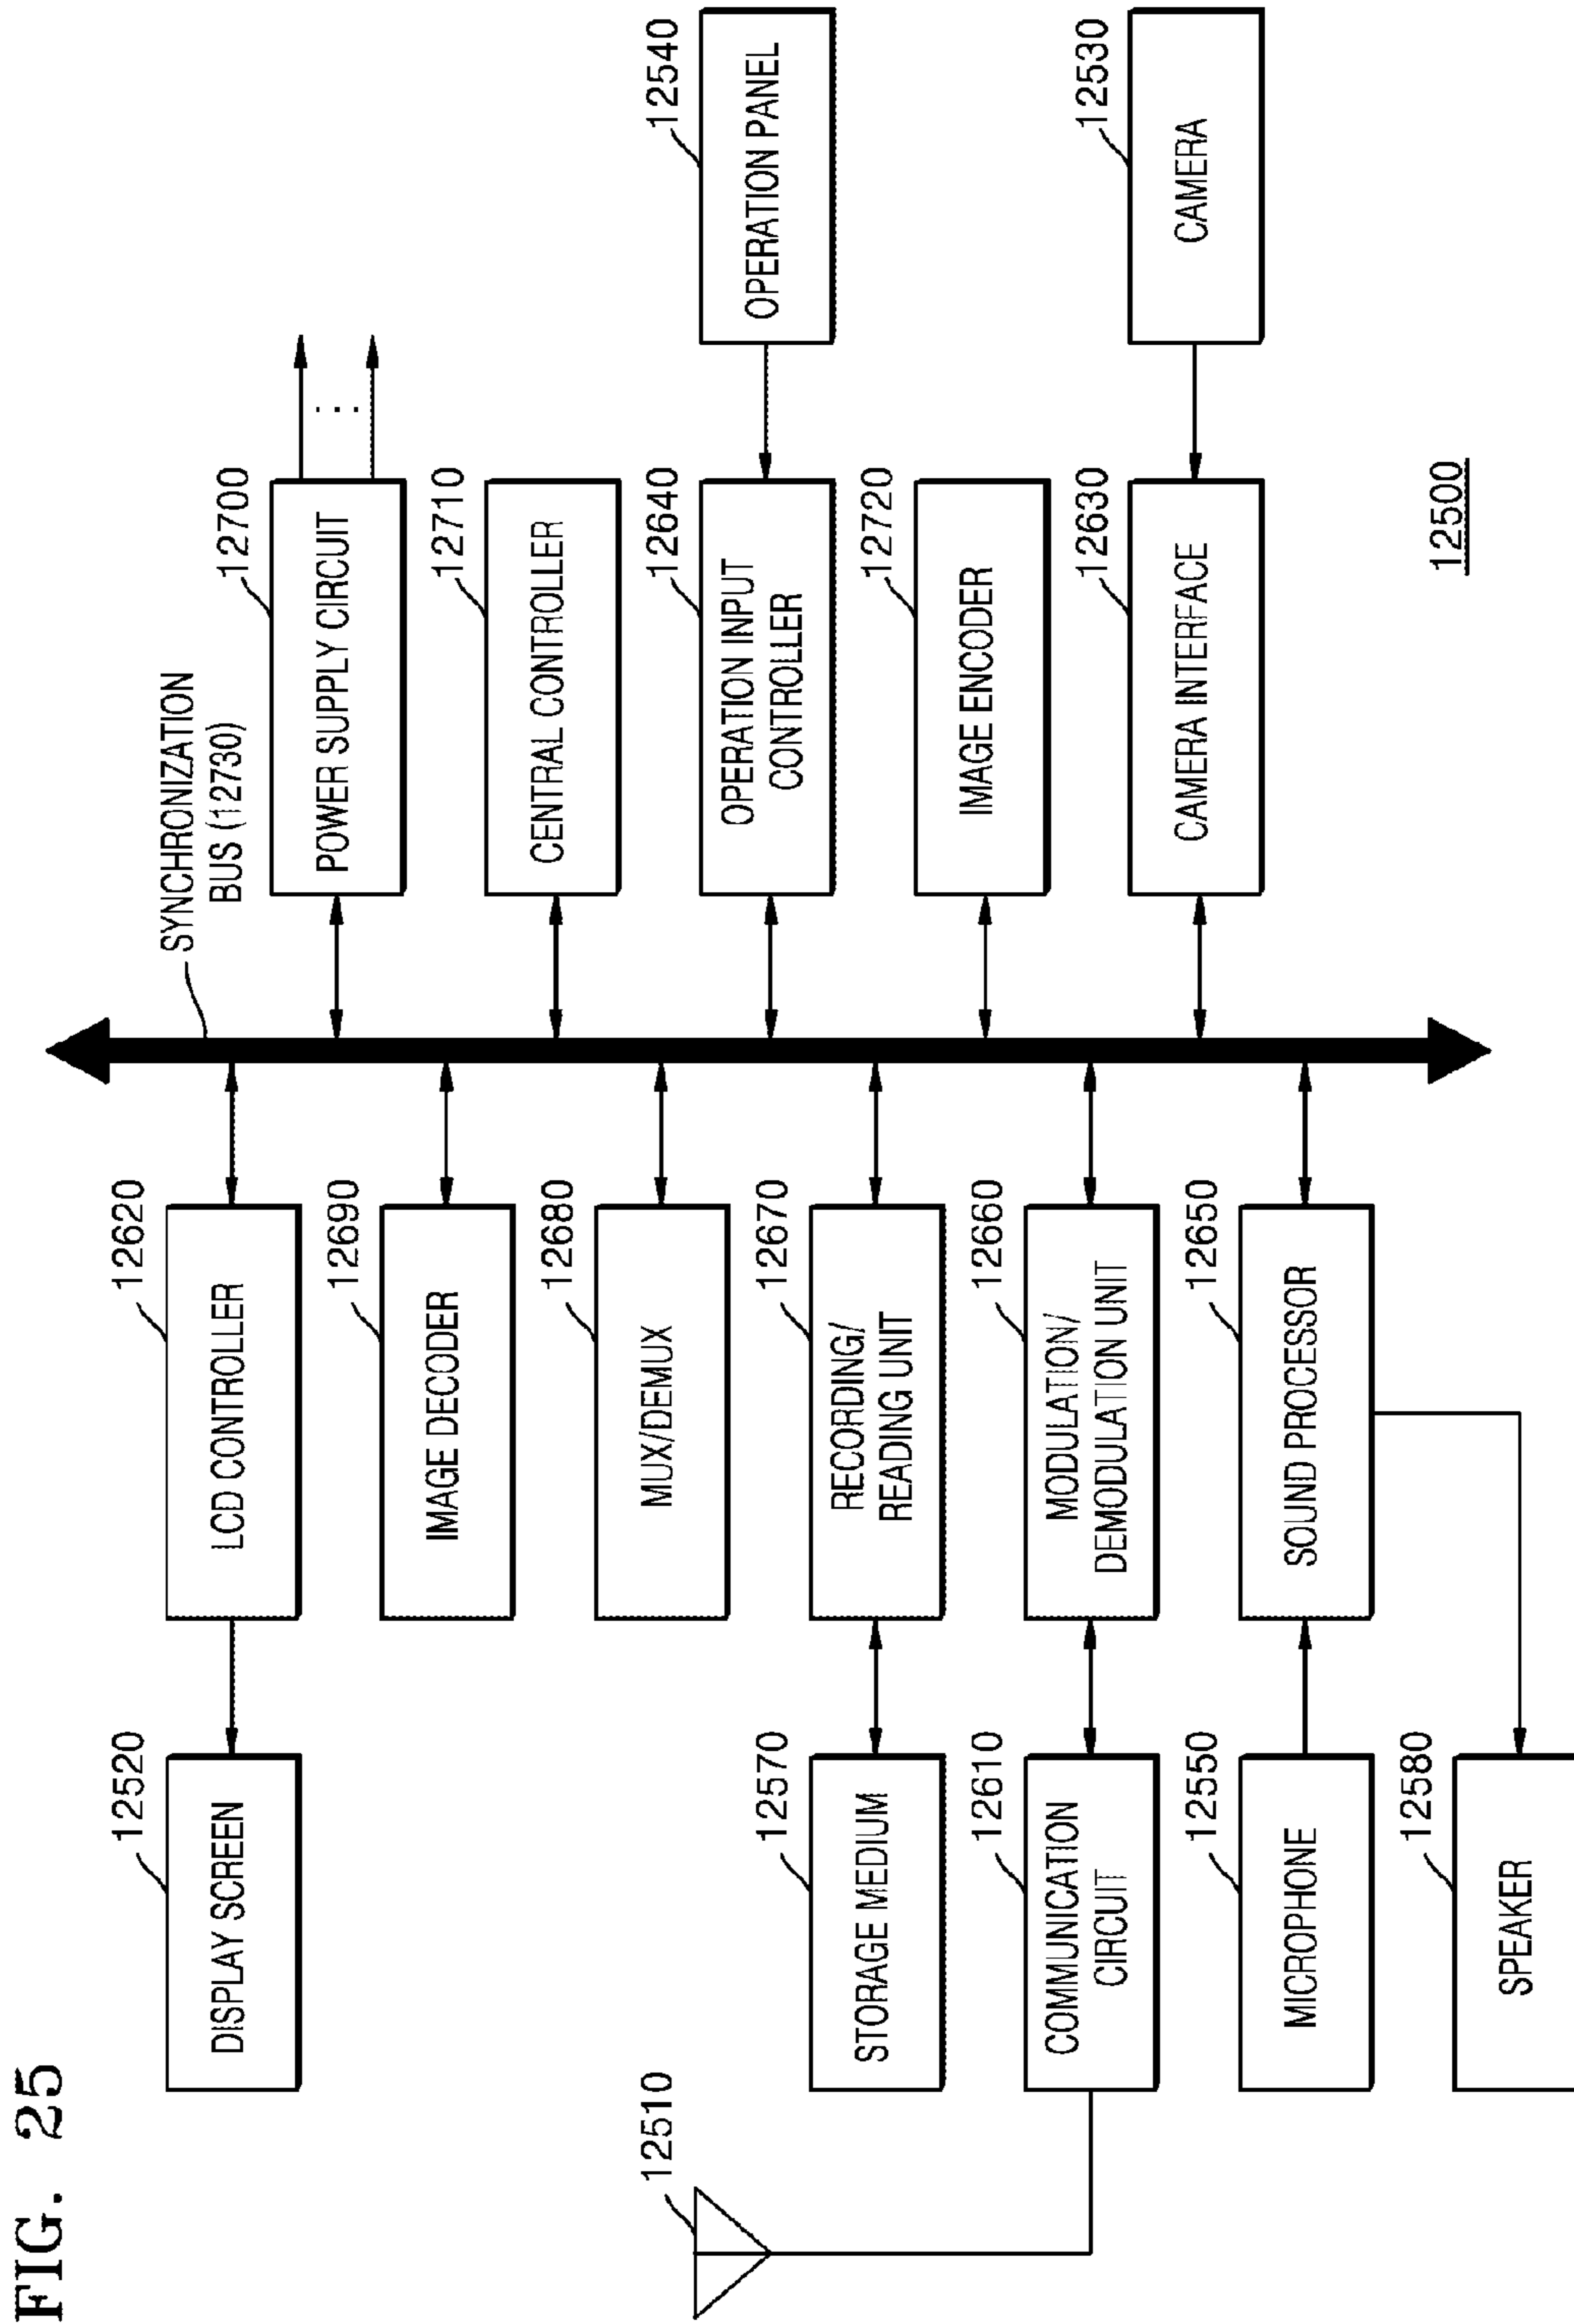 FIG. 25
12510
12520
DISPLAY SCREEN
12620
LCD CONTROLLER
12690
IMAGE DECODER
12680
MUX/DEMUX
12570
STORAGE MEDIUM
12670
RECORDING/
READING UNIT
12610
COMMUNICATION
CIRCUIT
12660
MODULATION/
DEMODULATION UNIT
12550
MICROPHONE
12650
SOUND PROCESSOR
12580
SPEAKER
SYNCHRONIZATION
BUS (12730)
12700
POWER SUPPLY CIRCUIT
12710
CENTRAL CONTROLLER
12640
OPERATION INPUT
CONTROLLER
12540
OPERATION PANEL
12720
IMAGE ENCODER
12630
CAMERA INTERFACE
12530
CAMERA
12500